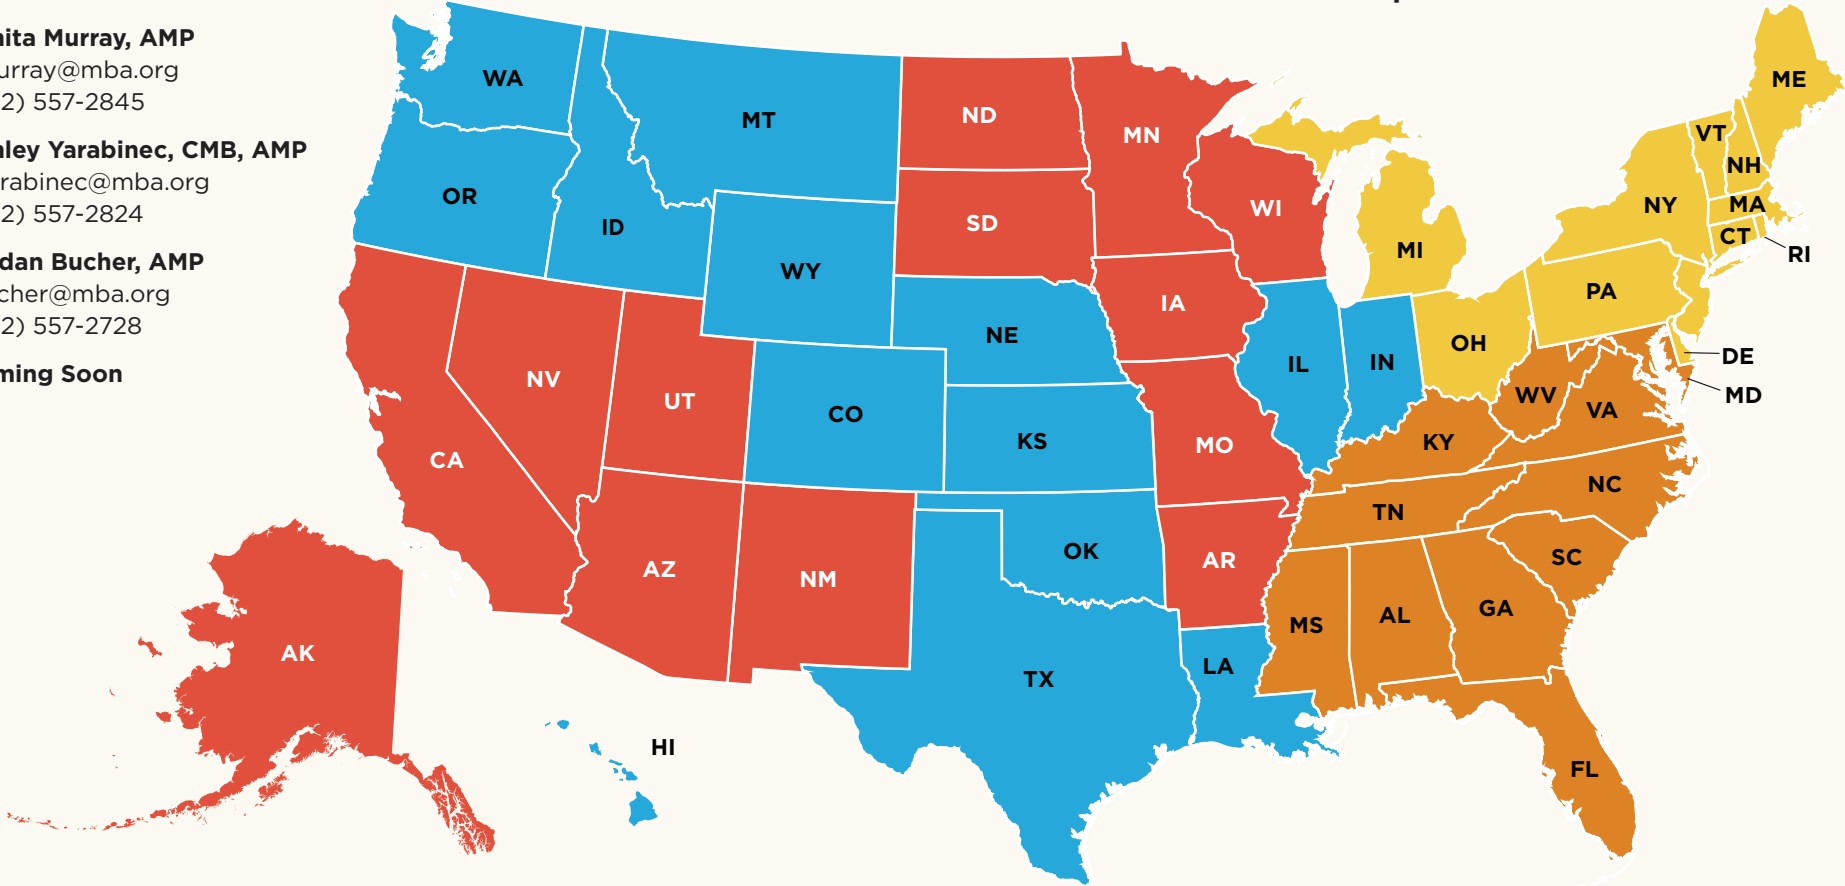 nita Murray, AMP
urray@mba.org
2) 557-2845
nley Yarabinec, CMB, AMP
rabinec@mba.org
2) 557-2824
dan Bucher, AMP
cher@mba.org
2) 557-2728
ming Soon
WA
MT
ND
MN
ME
VT
NH
OR
ID
SD
WI
NY
MA
CT
RI
WY
MI
PA
IA
NE
OH
DE
NV
UT
CO
IL
IN
WV
MD
VA
CA
KS
MO
KY
NC
TN
OK
AR
SC
AZ
NM
GA
AL
MS
AK
TX
LA
HI
FL